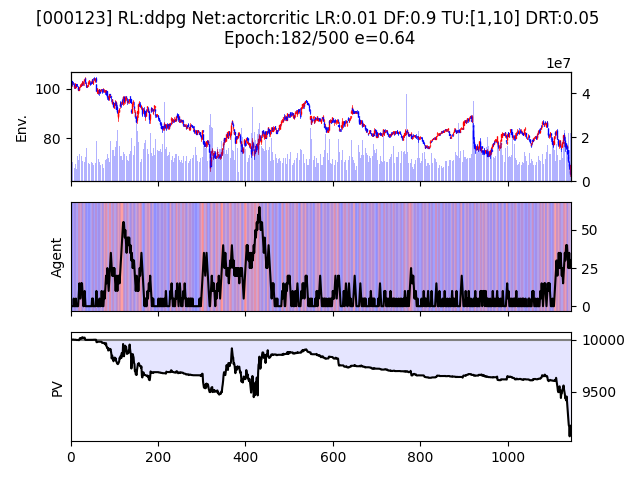 [000123] RL:ddpg Net:actorcritic LR:0.01 DF:0.9 TU:[1,10] DRT:0.05
Epoch:182/500 e=0.64
1e7
Env.
100
80
4
2
0
Agent
50
25
0
PV
10000
9500
0 200 400 600 800 1000